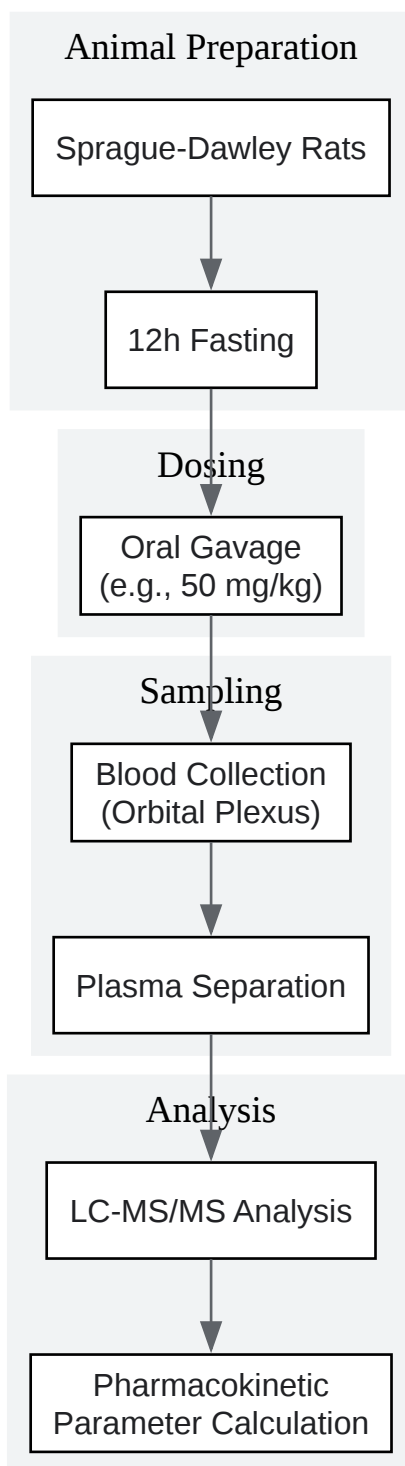 Animal Preparation
Sprague-Dawley Rats
12h Fasting
Dosing
Oral Gavage
(e.g., 50 mg/kg)
Sampling
Blood Collection
(Orbital Plexus)
Plasma Separation
Analysis
LC-MS/MS Analysis
Pharmacokinetic
Parameter Calculation